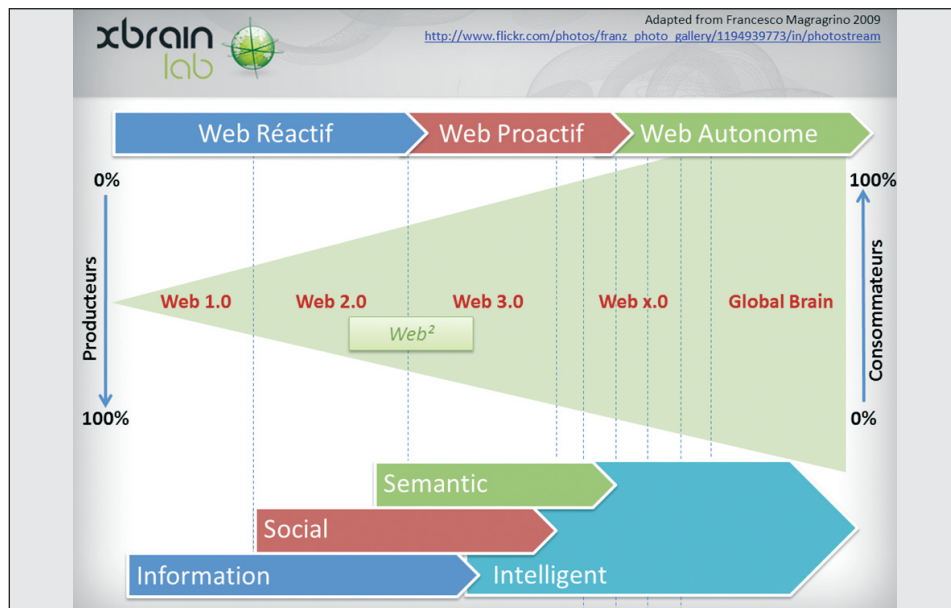 xbrain
lab
Adapted from Francesco Magragrino 2009
http://www.flickr.com/photos/franz_photo_gallery/1194939773/in/photostream
Web Réactif
Web Proactif
Web Autonome
0%
100%
Producteurs
Consommateurs
Web 1.0
Web 2.0
Web 3.0
Web x.0
Global Brain
Web²
100%
0%
Semantic
Social
Information
Intelligent